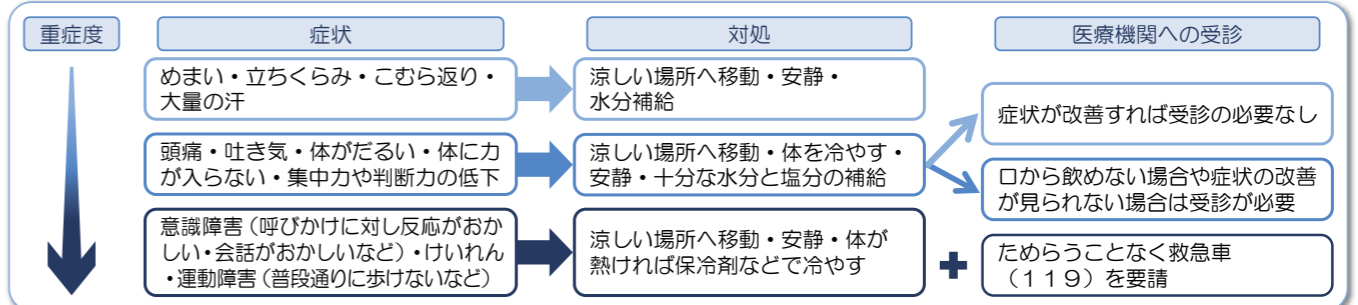 重症度
症状
対処
医療機関への受診
めまい・立ちくらみ・こむら返り・
大量の汗
涼しい場所へ移動・安静・
水分補給
症状が改善すれば受診の必要なし
頭痛・吐き気・体がだるい・体に力
が入らない・集中力や判断力の低下
涼しい場所へ移動・体を冷やす・
安静・十分な水分と塩分の補給
口から飲めない場合や症状の改善
が見られない場合は受診が必要
意識障害（呼びかけに対し反応がおか
しい・会話がおかしいなど）・けいれん
・運動障害（普段通りに歩けないなど）
涼しい場所へ移動・安静・体が
熱ければ保冷剤などで冷やす
ためらうことなく救急車
（119）を要請